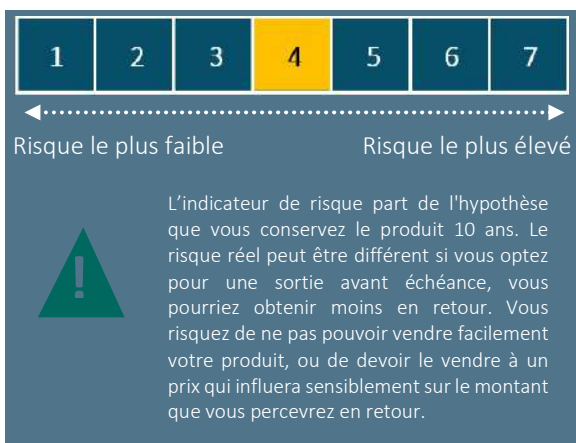 1 2 3 4 5 6 7
Risque le plus faible Risque le plus élevé
L’indicateur de risque part de l'hypothèse
que vous conservez le produit 10 ans. Le
risque réel peut être différent si vous optez
pour une sortie avant échéance, vous
pourriez obtenir moins en retour. Vous
risquez de ne pas pouvoir vendre facilement
votre produit, ou de devoir le vendre à un
prix qui influera sensiblement sur le montant
que vous percevrez en retour.
!